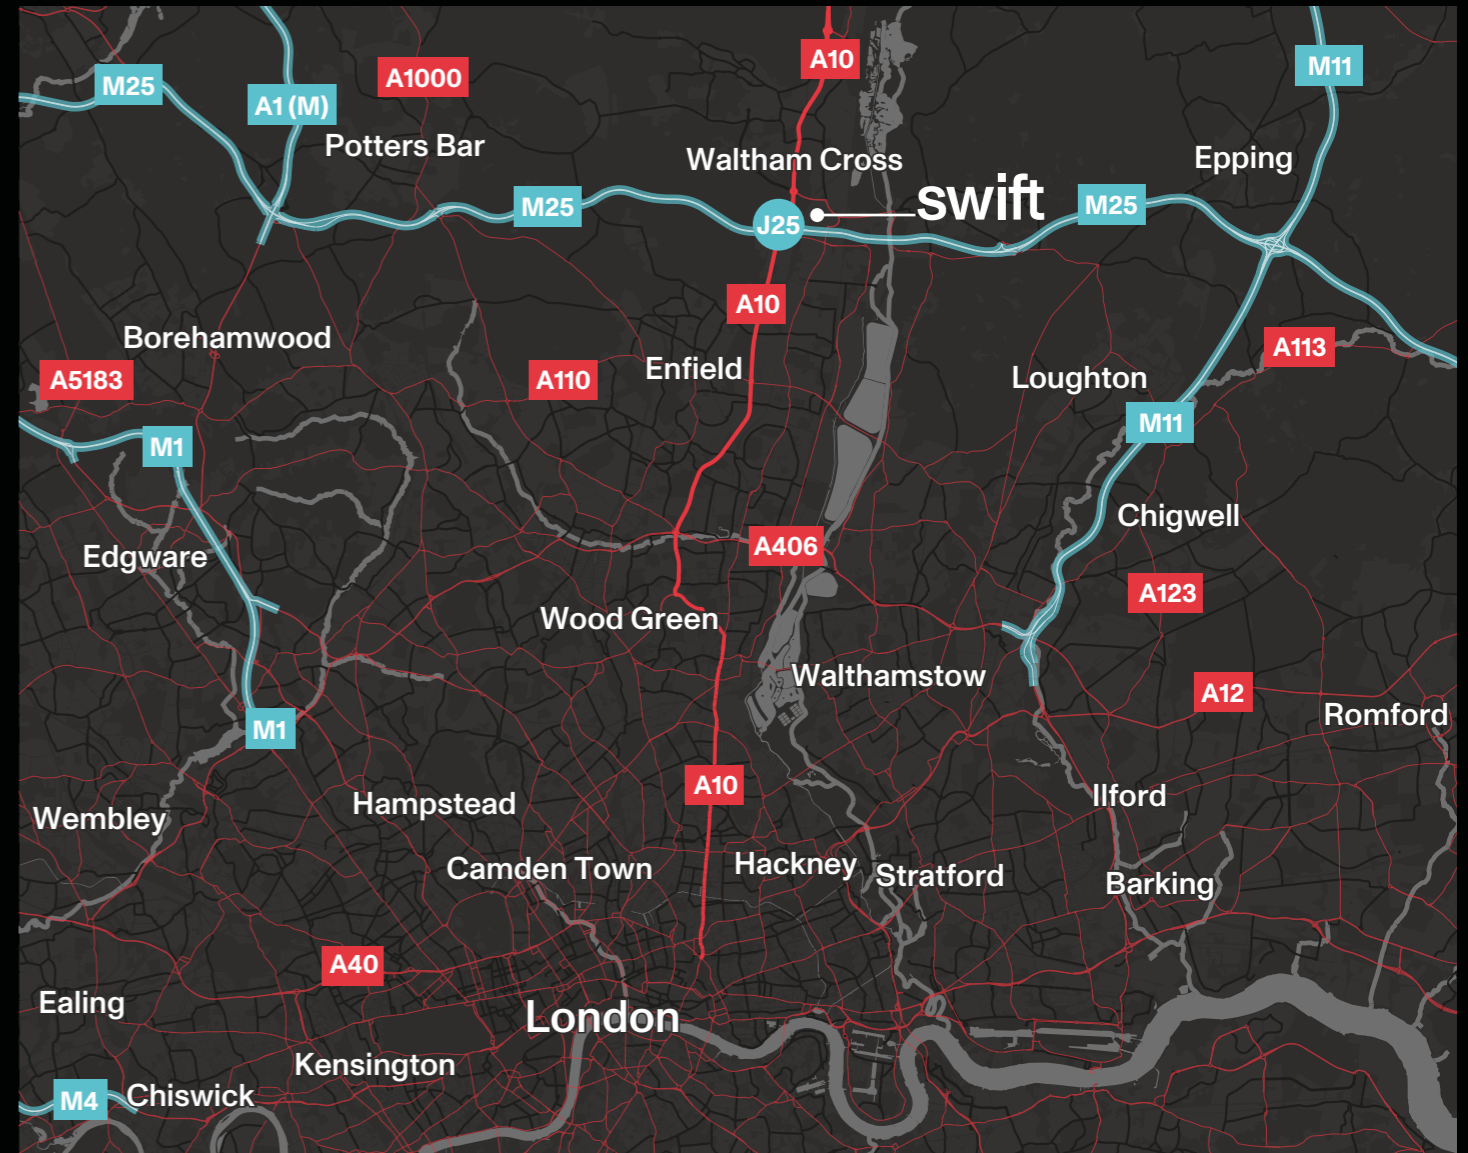 A10
M11
A1000
M25
A1 (M)
Potters Bar
Waltham Cross
Epping
swift
M25
M25
J25
A10
Borehamwood
A113
Enfield
A5183
A110
Loughton
M11
M1
Chigwell
A406
Edgware
A123
Wood Green
Walthamstow
A12
Romford
M1
A10
Ilford
Hampstead
Wembley
Hackney
Camden Town
Stratford
Barking
A40
Ealing
London
Kensington
Chiswick
M4